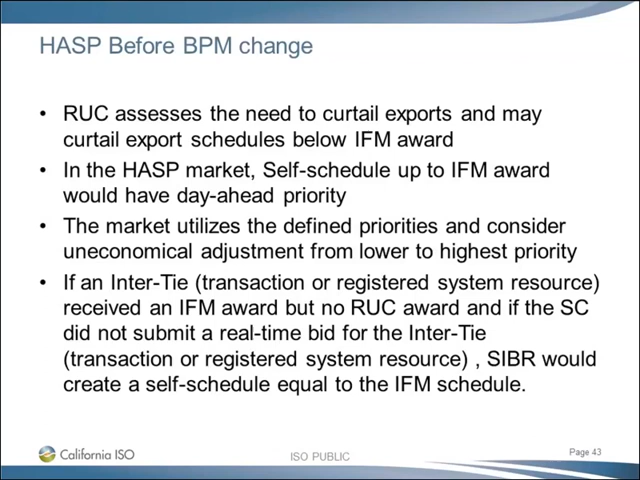 HASP Before BPM change
• RUC assesses the need to curtail exports and may
curtail export schedules below IFM award
• In the HASP market, Self-schedule up to IFM award
would have day-ahead priority
• The market utilizes the defined priorities and consider
uneconomical adjustment from lower to highest priority
• If an Inter-Tie (transaction or registered system resource)
received an IFM award but no RUC award and if the SC
did not submit a real-time bid for the Inter-Tie
(transaction or registered system resource) , SIBR would
create a self-schedule equal to the IFM schedule.
California ISO
ISO PUBLIC
Page 43